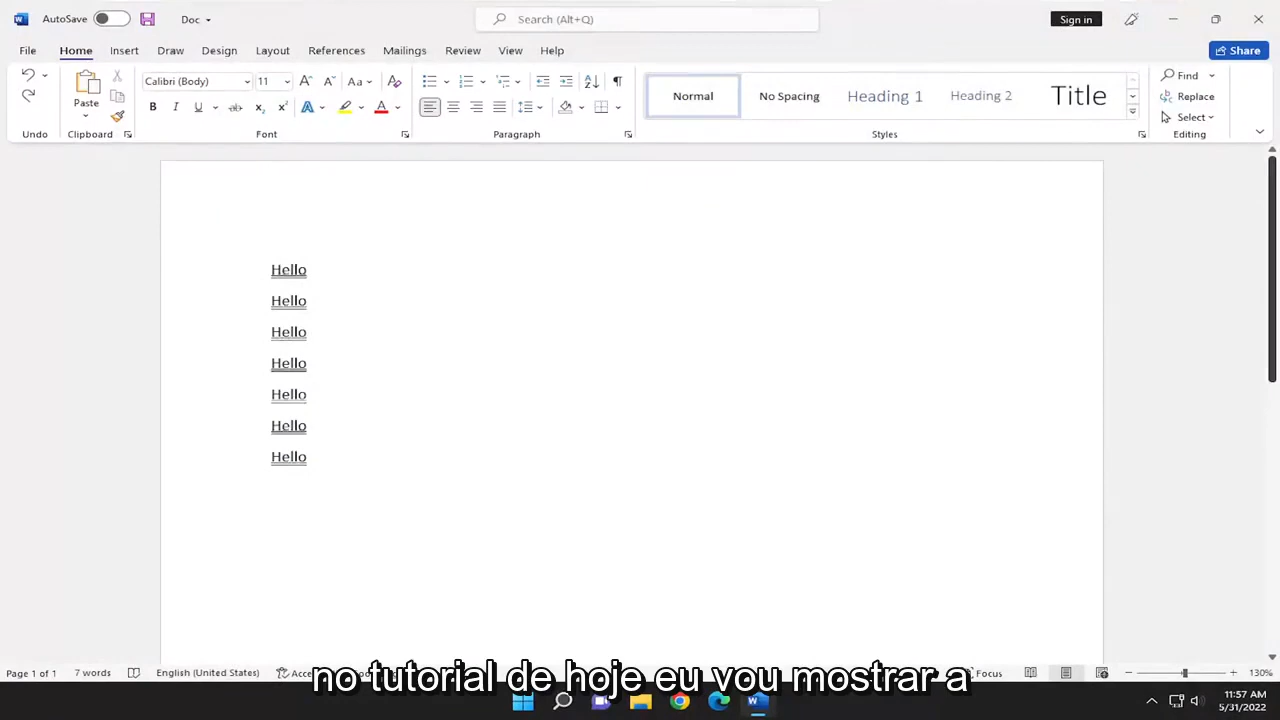 AutoSave Doc Search (Alt+Q) Sign in
File Home Insert Draw Design Layout References Mailings Review View Help Share
Calibri (Body) 11 Aa Find
Paste B I U ab x₂ x² A A Normal No Spacing Heading 1 Heading 2 Title Replace
Select
Undo Clipboard Font Paragraph Styles Editing
Hello
Hello
Hello
Hello
Hello
Hello
Hello
Page 1 of 1 7 words English (United States) Focus 130%
no tutorial de hoje eu vou mostrar a
11:57 AM
5/31/2022